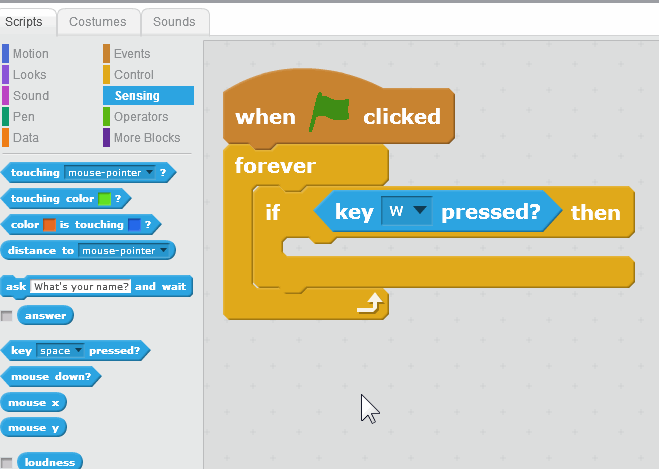 Scripts Costumes Sounds
Motion Events
Looks Control
Sound Sensing
Pen Operators
Data More Blocks
touching mouse-pointer ?
touching color ?
color is touching ?
distance to mouse-pointer
ask What's your name? and wait
answer
key space pressed?
mouse down?
mouse x
mouse y
loudness
when clicked
forever
if key w pressed? then